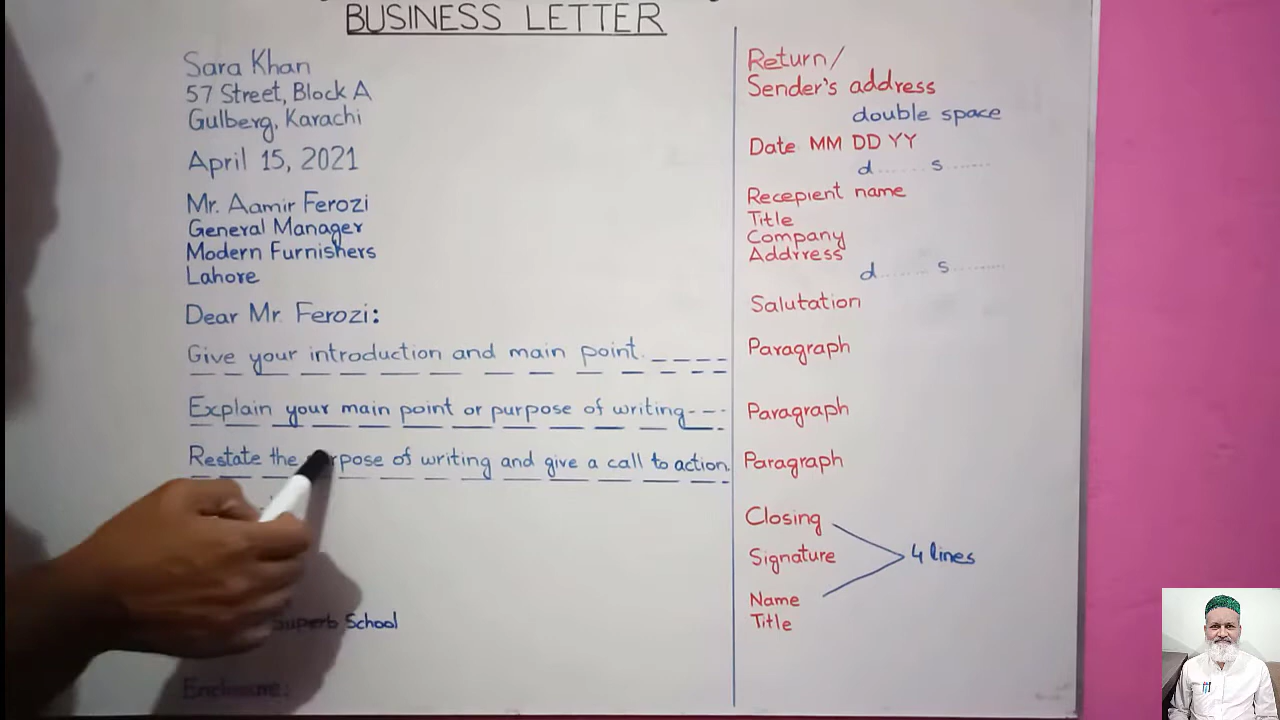 BUSINESS LETTER
Sara Khan
57 Street, Block A
Gulberg, Karachi
April 15, 2021
Mr. Aamir Ferozi
General Manager
Modern Furnishers
Lahore
Dear Mr. Ferozi:
Give your introduction and main point.
Explain your main point or purpose of writing
Restate the purpose of writing and give a call to action.
Superb School
Enclosure:
Return/
Sender's address
double space
Date MM DD YY
d........s........
Recepient name
Title
Company
Addrress
d........s........
Salutation
Paragraph
Paragraph
Paragraph
Closing
Signature
4 lines
Name
Title